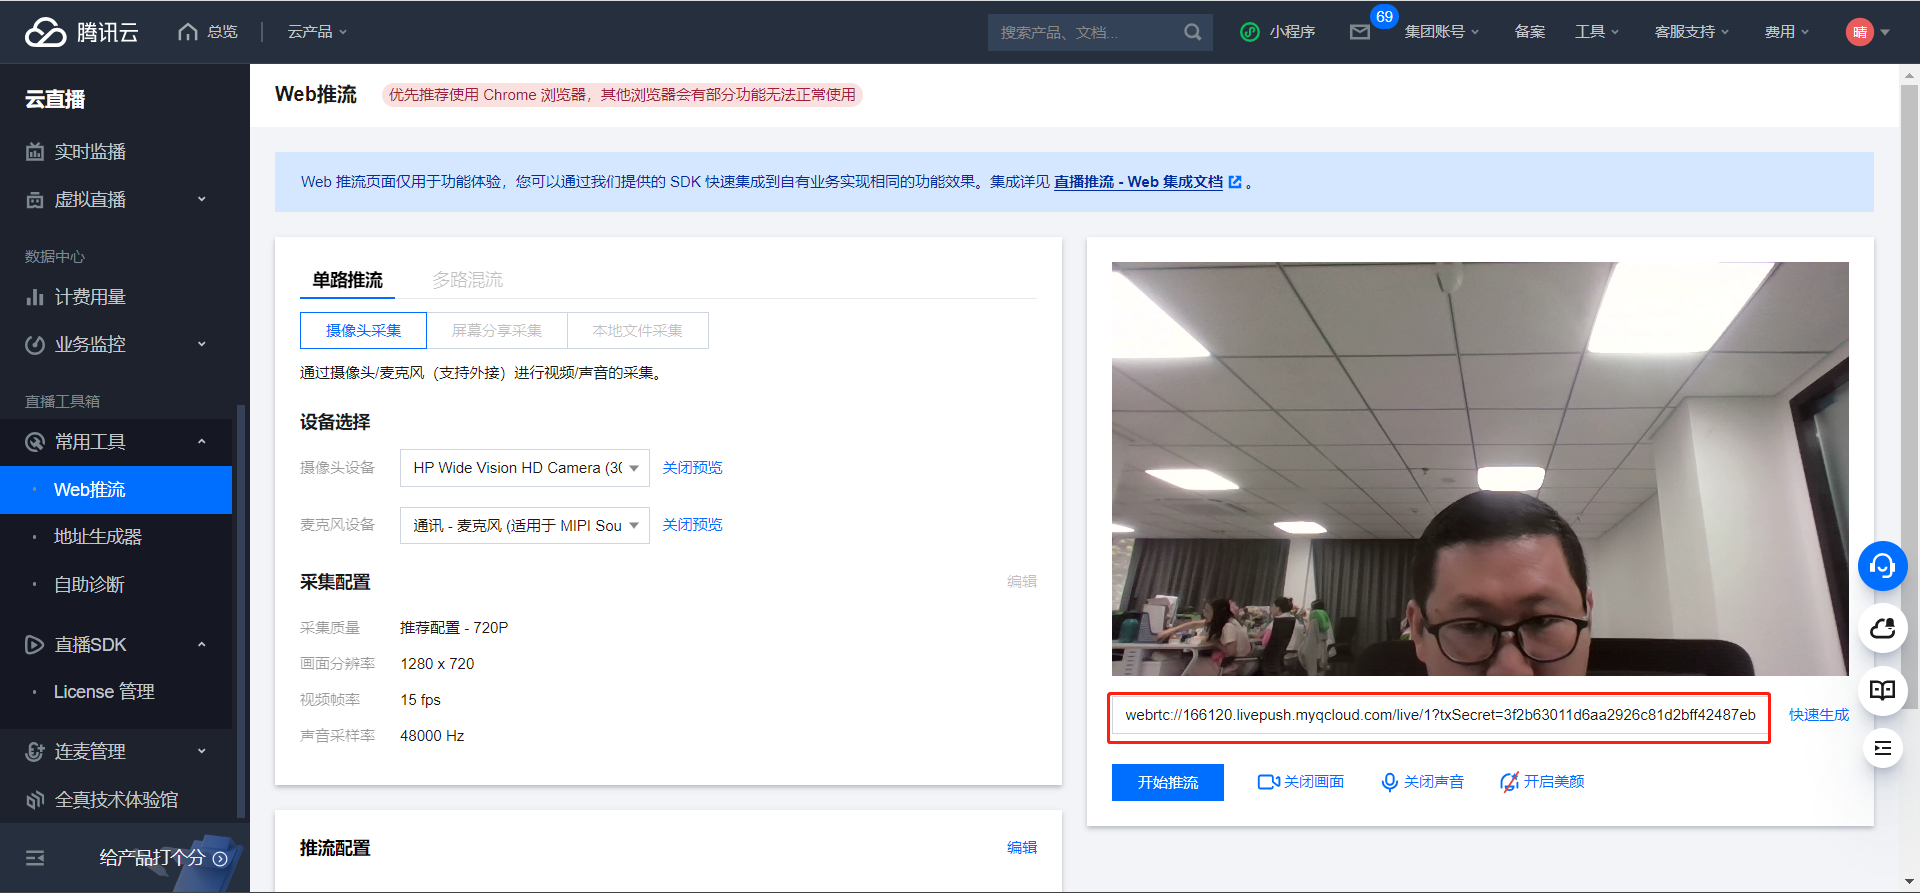 腾讯云
总览
云产品
搜索产品、文档...
小程序
69
集团账号
备案
工具
客服支持
费用
晴
云直播
实时监播
虚拟直播
数据中心
计费用量
业务监控
直播工具箱
常用工具
Web推流
地址生成器
自助诊断
直播SDK
License 管理
连麦管理
全真技术体验馆
给产品打个分
Web推流
优先推荐使用 Chrome 浏览器，其他浏览器会有部分功能无法正常使用
Web 推流页面仅用于功能体验，您可以通过我们提供的 SDK 快速集成到自有业务实现相同的功能效果。集成详见 直播推流 - Web 集成文档 。
单路推流
多路混流
摄像头采集
屏幕分享采集
本地文件采集
通过摄像头/麦克风（支持外接）进行视频/声音的采集。
设备选择
摄像头设备
HP Wide Vision HD Camera (30
关闭预览
麦克风设备
通讯 - 麦克风 (适用于 MIPI Sou
关闭预览
采集配置
编辑
采集质量
推荐配置 - 720P
画面分辨率
1280 x 720
视频帧率
15 fps
声音采样率
48000 Hz
推流配置
编辑
webrtc://166120.livepush.myqcloud.com/live/1?txSecret=3f2b63011d6aa2926c81d2bff42487eb
快速生成
开始推流
关闭画面
关闭声音
开启美颜